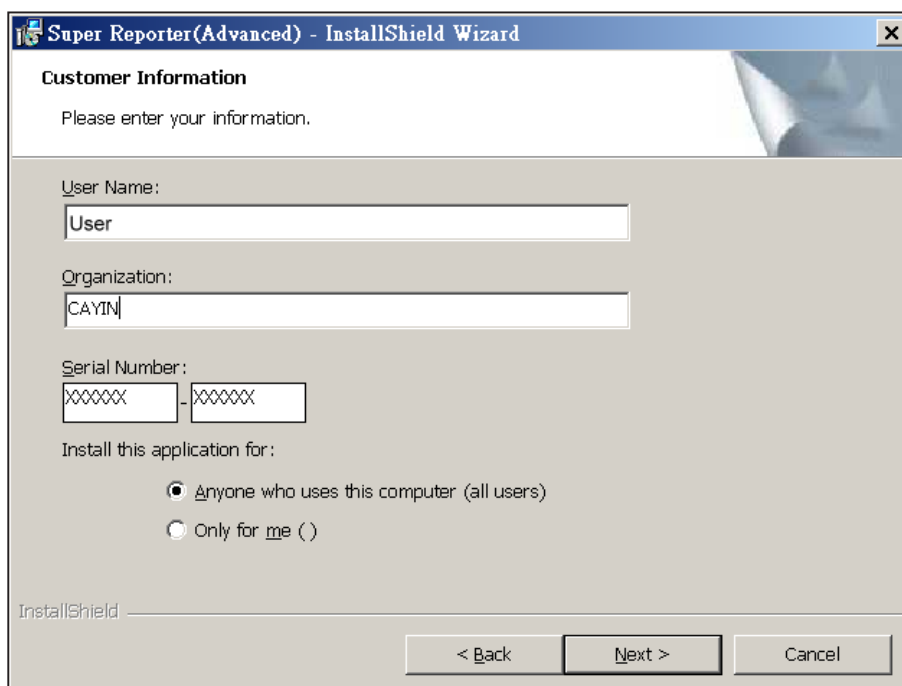 Super Reporter(Advanced) - InstallShield Wizard
Customer Information
Please enter your information.
User Name:
User
Organization:
CAYIN
Serial Number:
XXXXXX - XXXXXX
Install this application for:
Anyone who uses this computer (all users)
Only for me ()
InstallShield
< Back Next > Cancel